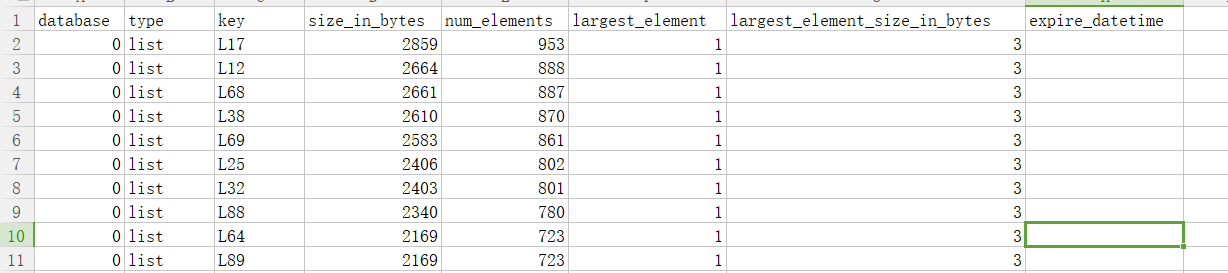 1 database type key size_in_bytes num_elements largest_element largest_element_size_in_bytes expire_datetime
2 0 list L17 2859 953 1 3
3 0 list L12 2664 888 1 3
4 0 list L68 2661 887 1 3
5 0 list L38 2610 870 1 3
6 0 list L69 2583 861 1 3
7 0 list L25 2406 802 1 3
8 0 list L32 2403 801 1 3
9 0 list L88 2340 780 1 3
10 0 list L64 2169 723 1 3
11 0 list L89 2169 723 1 3